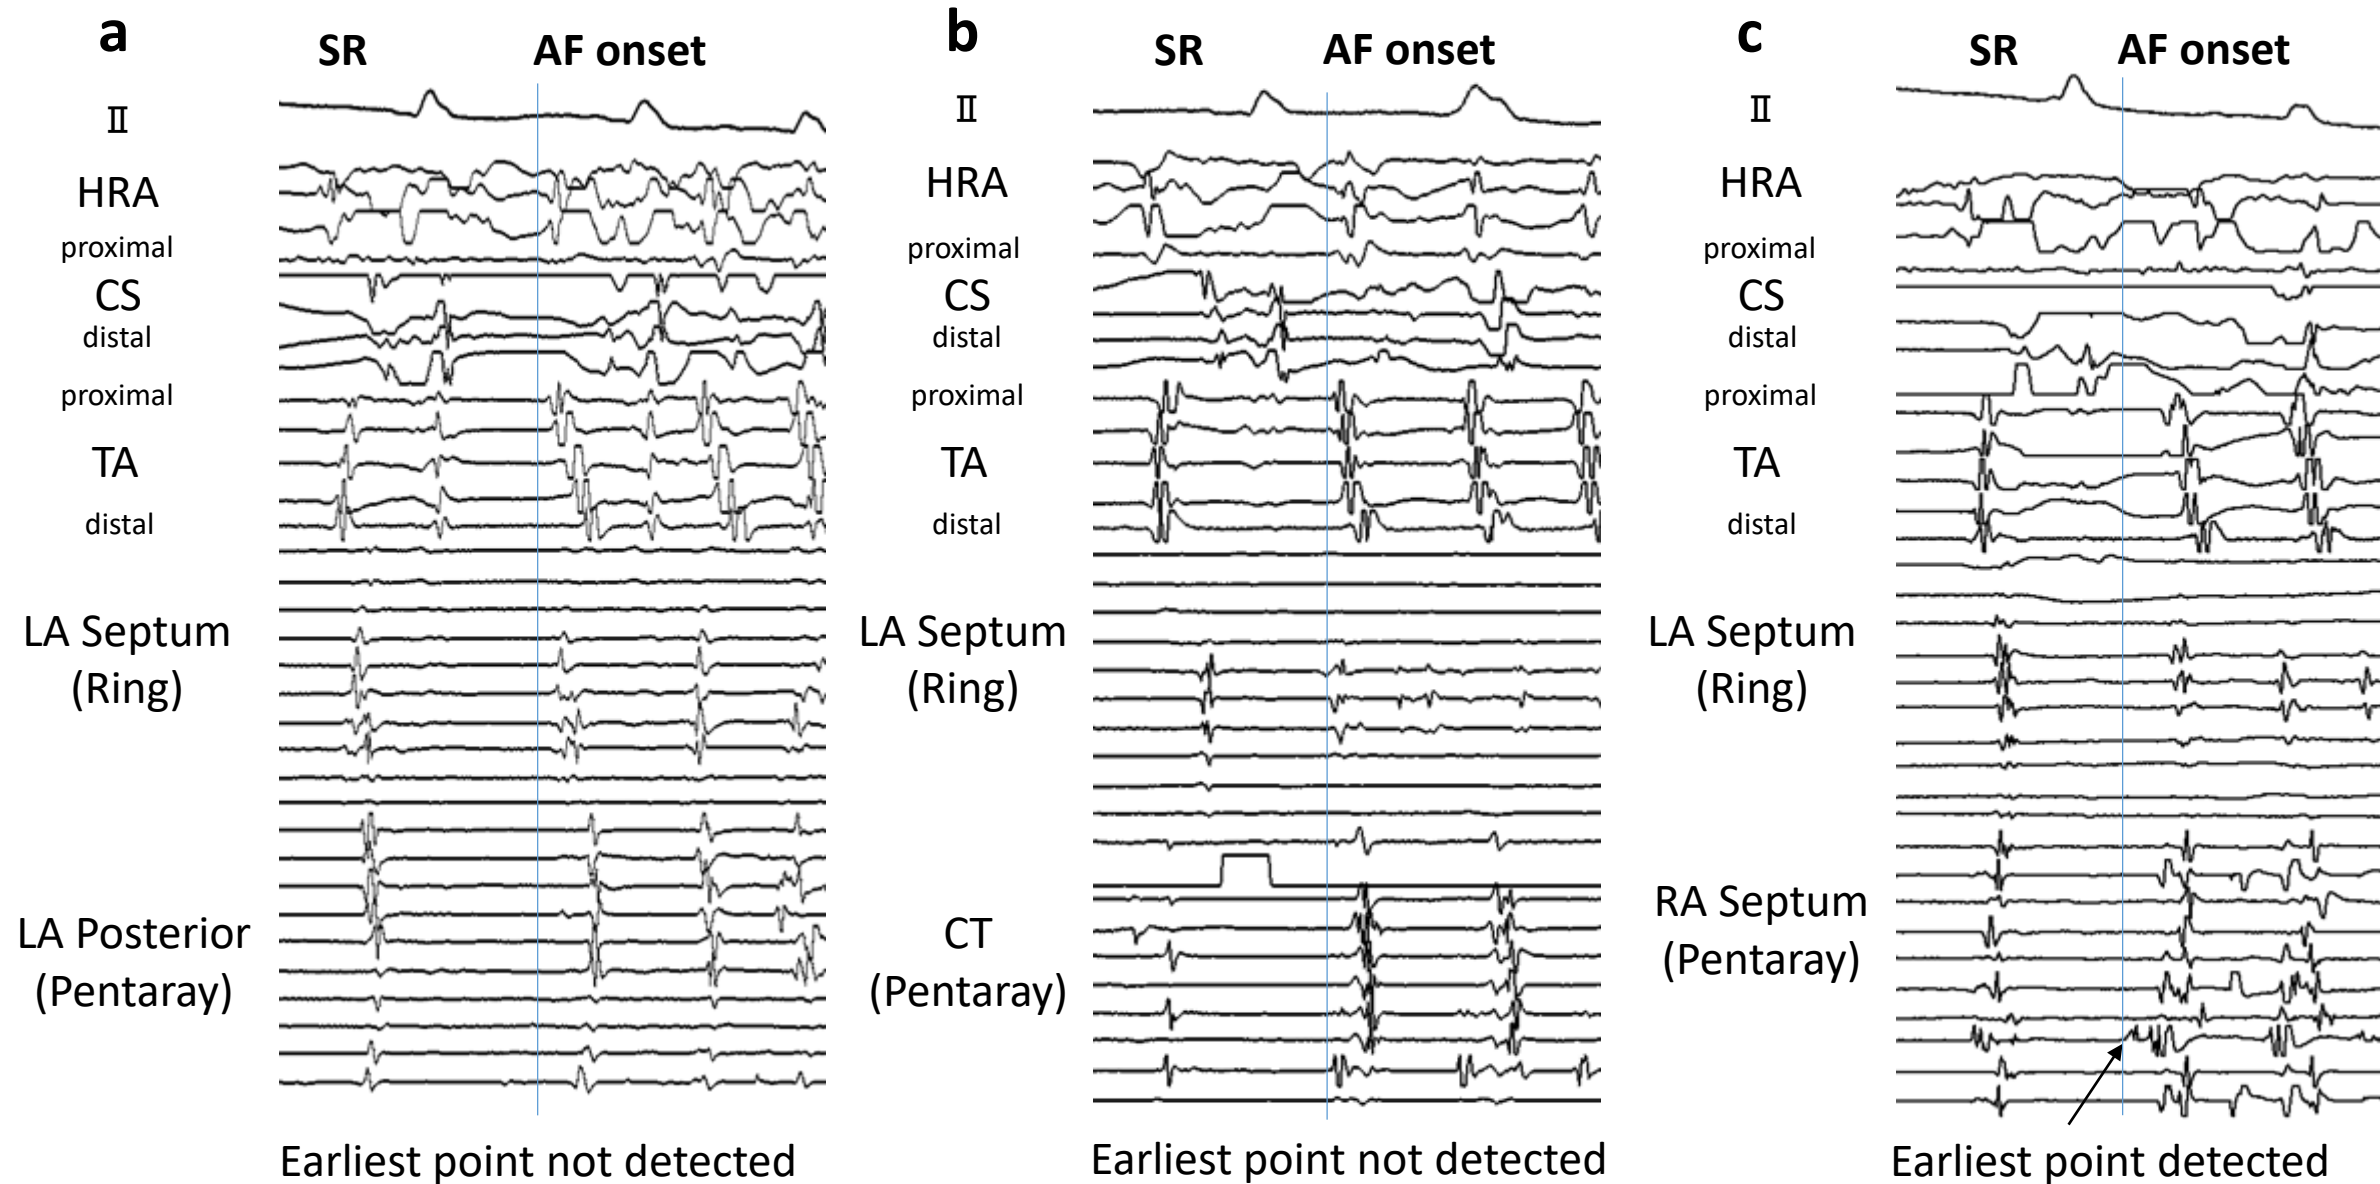 a
SR AF onset
Ⅱ
HRA
proximal
CS
distal
proximal
TA
distal
LA Septum
(Ring)
LA Posterior
(Pentaray)
Earliest point not detected
b
SR AF onset
Ⅱ
HRA
proximal
CS
distal
proximal
TA
distal
LA Septum
(Ring)
CT
(Pentaray)
Earliest point not detected
c
SR AF onset
Ⅱ
HRA
proximal
CS
distal
proximal
TA
distal
LA Septum
(Ring)
RA Septum
(Pentaray)
Earliest point detected